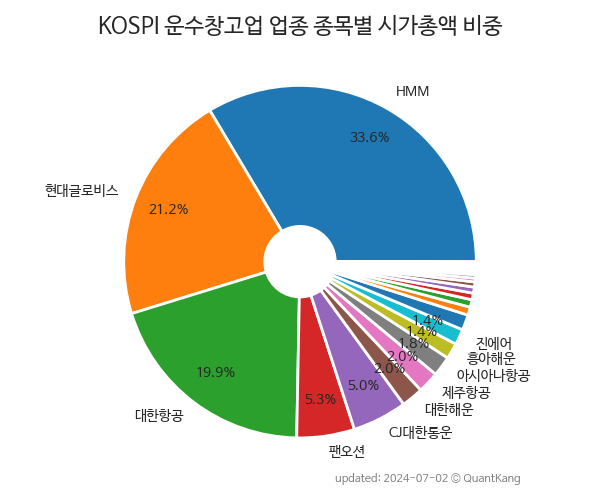 KOSPI 운수창고업 업종 종목별 시가총액 비중
HMM
33.6%
현대글로비스
21.2%
대한항공
19.9%
팬오션
5.3%
CJ대한통운
5.0%
대한해운
2.0%
제주항공
2.0%
아시아나항공
1.8%
흥아해운
1.4%
진에어
1.4%
updated: 2024-07-02 © QuantKang